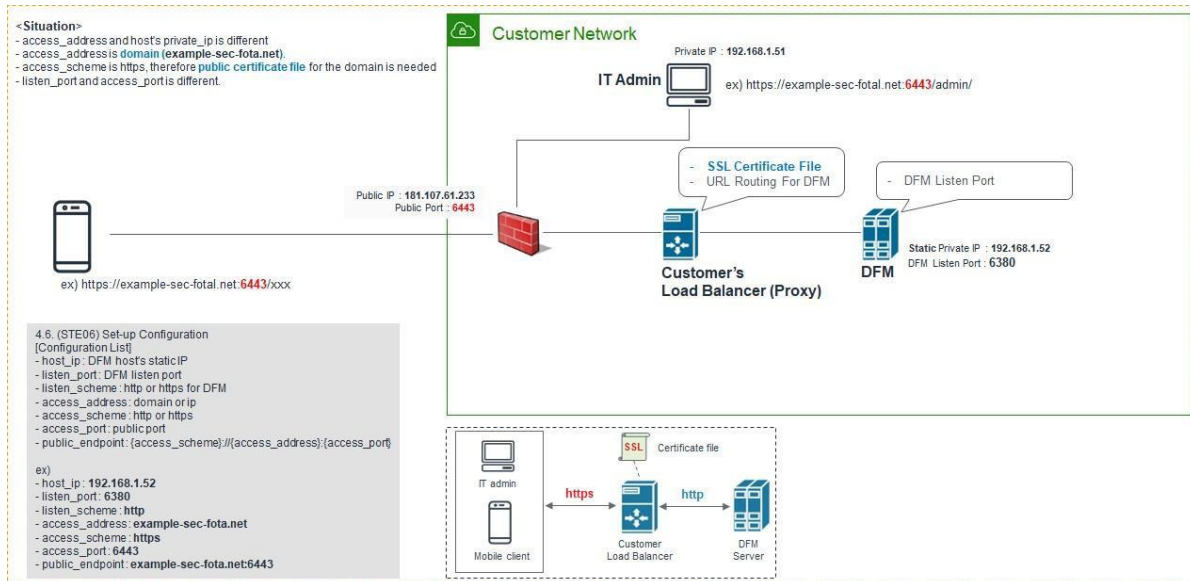 <Situation>
- access_address and host's private_ip is different
- access_address is domain (example-sec-fota.net).
- access_scheme is https, therefore public certificate file for the domain is needed
- listen_port and access_port is different.
Customer Network
Private IP : 192.168.1.51
IT Admin
ex) https://example-sec-fotal.net:6443/admin/
- SSL Certificate File
- URL Routing For DFM
- DFM Listen Port
Public IP : 181.107.61.233
Public Port : 6443
Static Private IP : 192.168.1.52
DFM Listen Port : 6380
Customer's
Load Balancer (Proxy)
DFM
ex) https://example-sec-fotal.net:6443/xxx
4.6. (STE06) Set-up Configuration
[Configuration List]
- host_ip : DFM host's static IP
- listen_port : DFM listen port
- listen_scheme : http or https for DFM
- access_address: domain or ip
- access_scheme : http or https
- access_port : public port
- public_endpoint : {access_scheme}://{access_address}:{access_port}
ex)
- host_ip : 192.168.1.52
- listen_port : 6380
- listen_scheme : http
- access_address : example-sec-fota.net
- access_scheme : https
- access_port : 6443
- public_endpoint : example-sec-fota.net:6443
SSL
Certificate file
IT admin
https
http
Mobile client
Customer
Load Balancer
DFM
Server